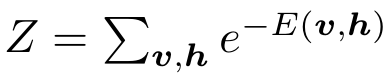 Z = ∑_{𝒗,𝒉} e^{−E(𝒗,𝒉)}